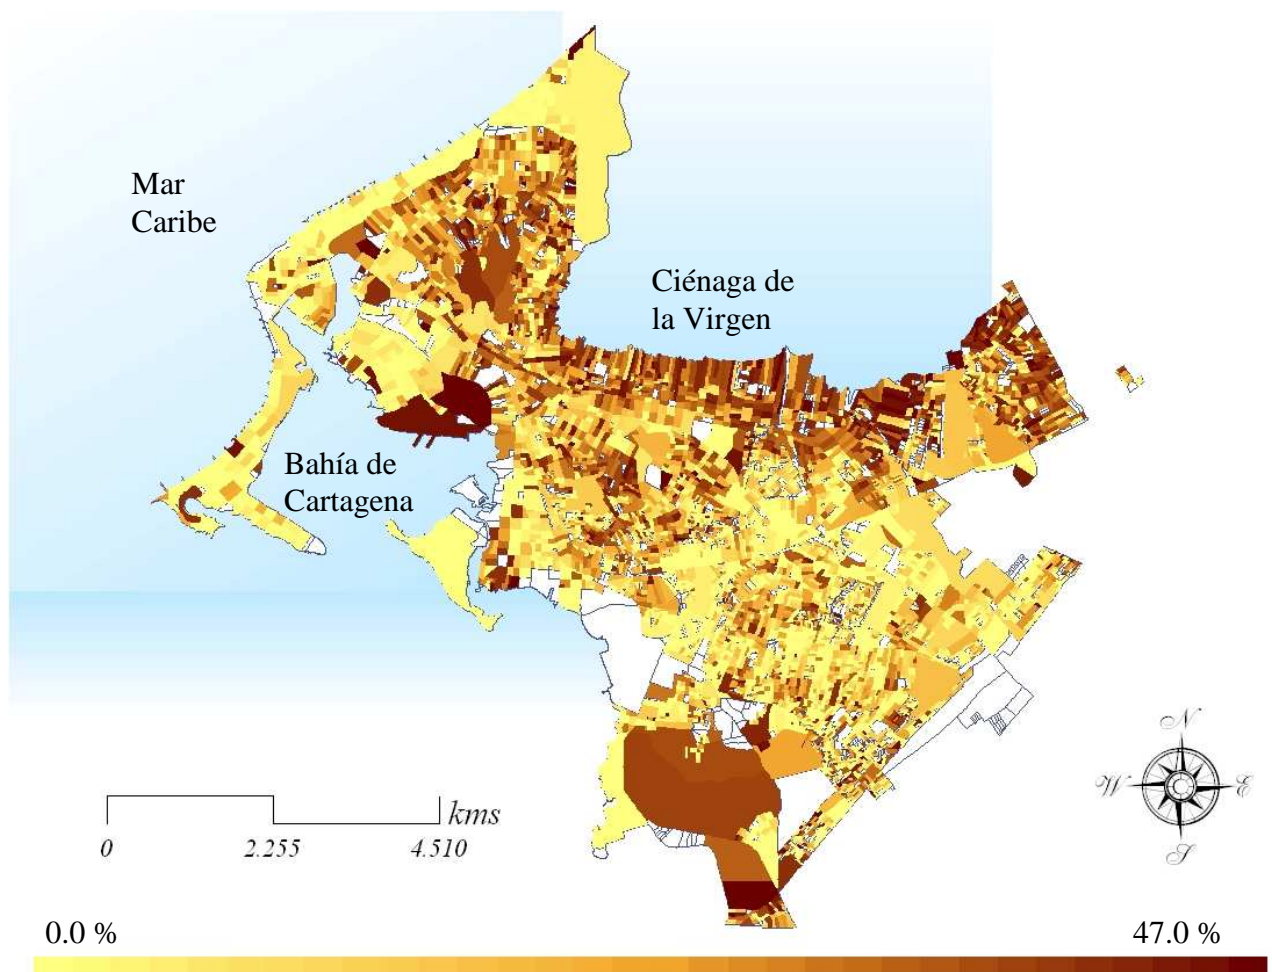 Mar
Caribe
Ciénaga de
la Virgen
Bahía de
Cartagena
N
W
E
S
kms
0
2.255
4.510
0.0 %
47.0 %